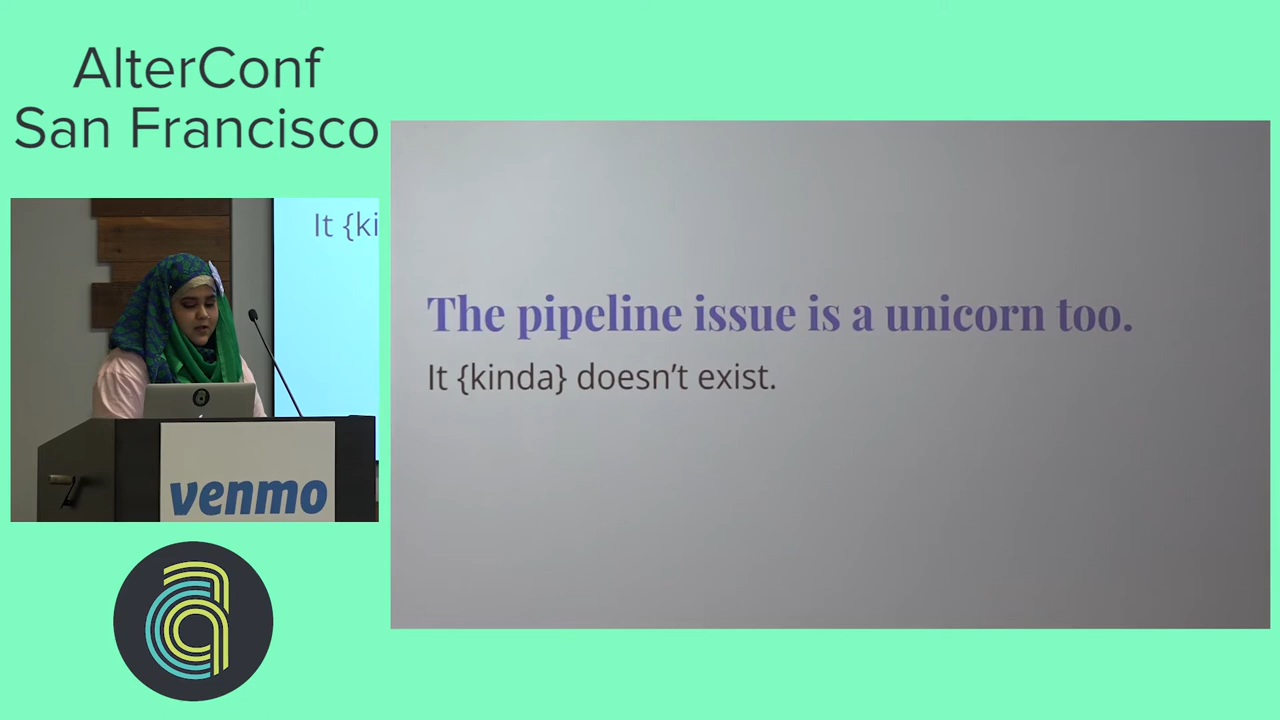 AlterConf
San Francisco
It {ki
venmo
The pipeline issue is a unicorn too.
It {kinda} doesn’t exist.